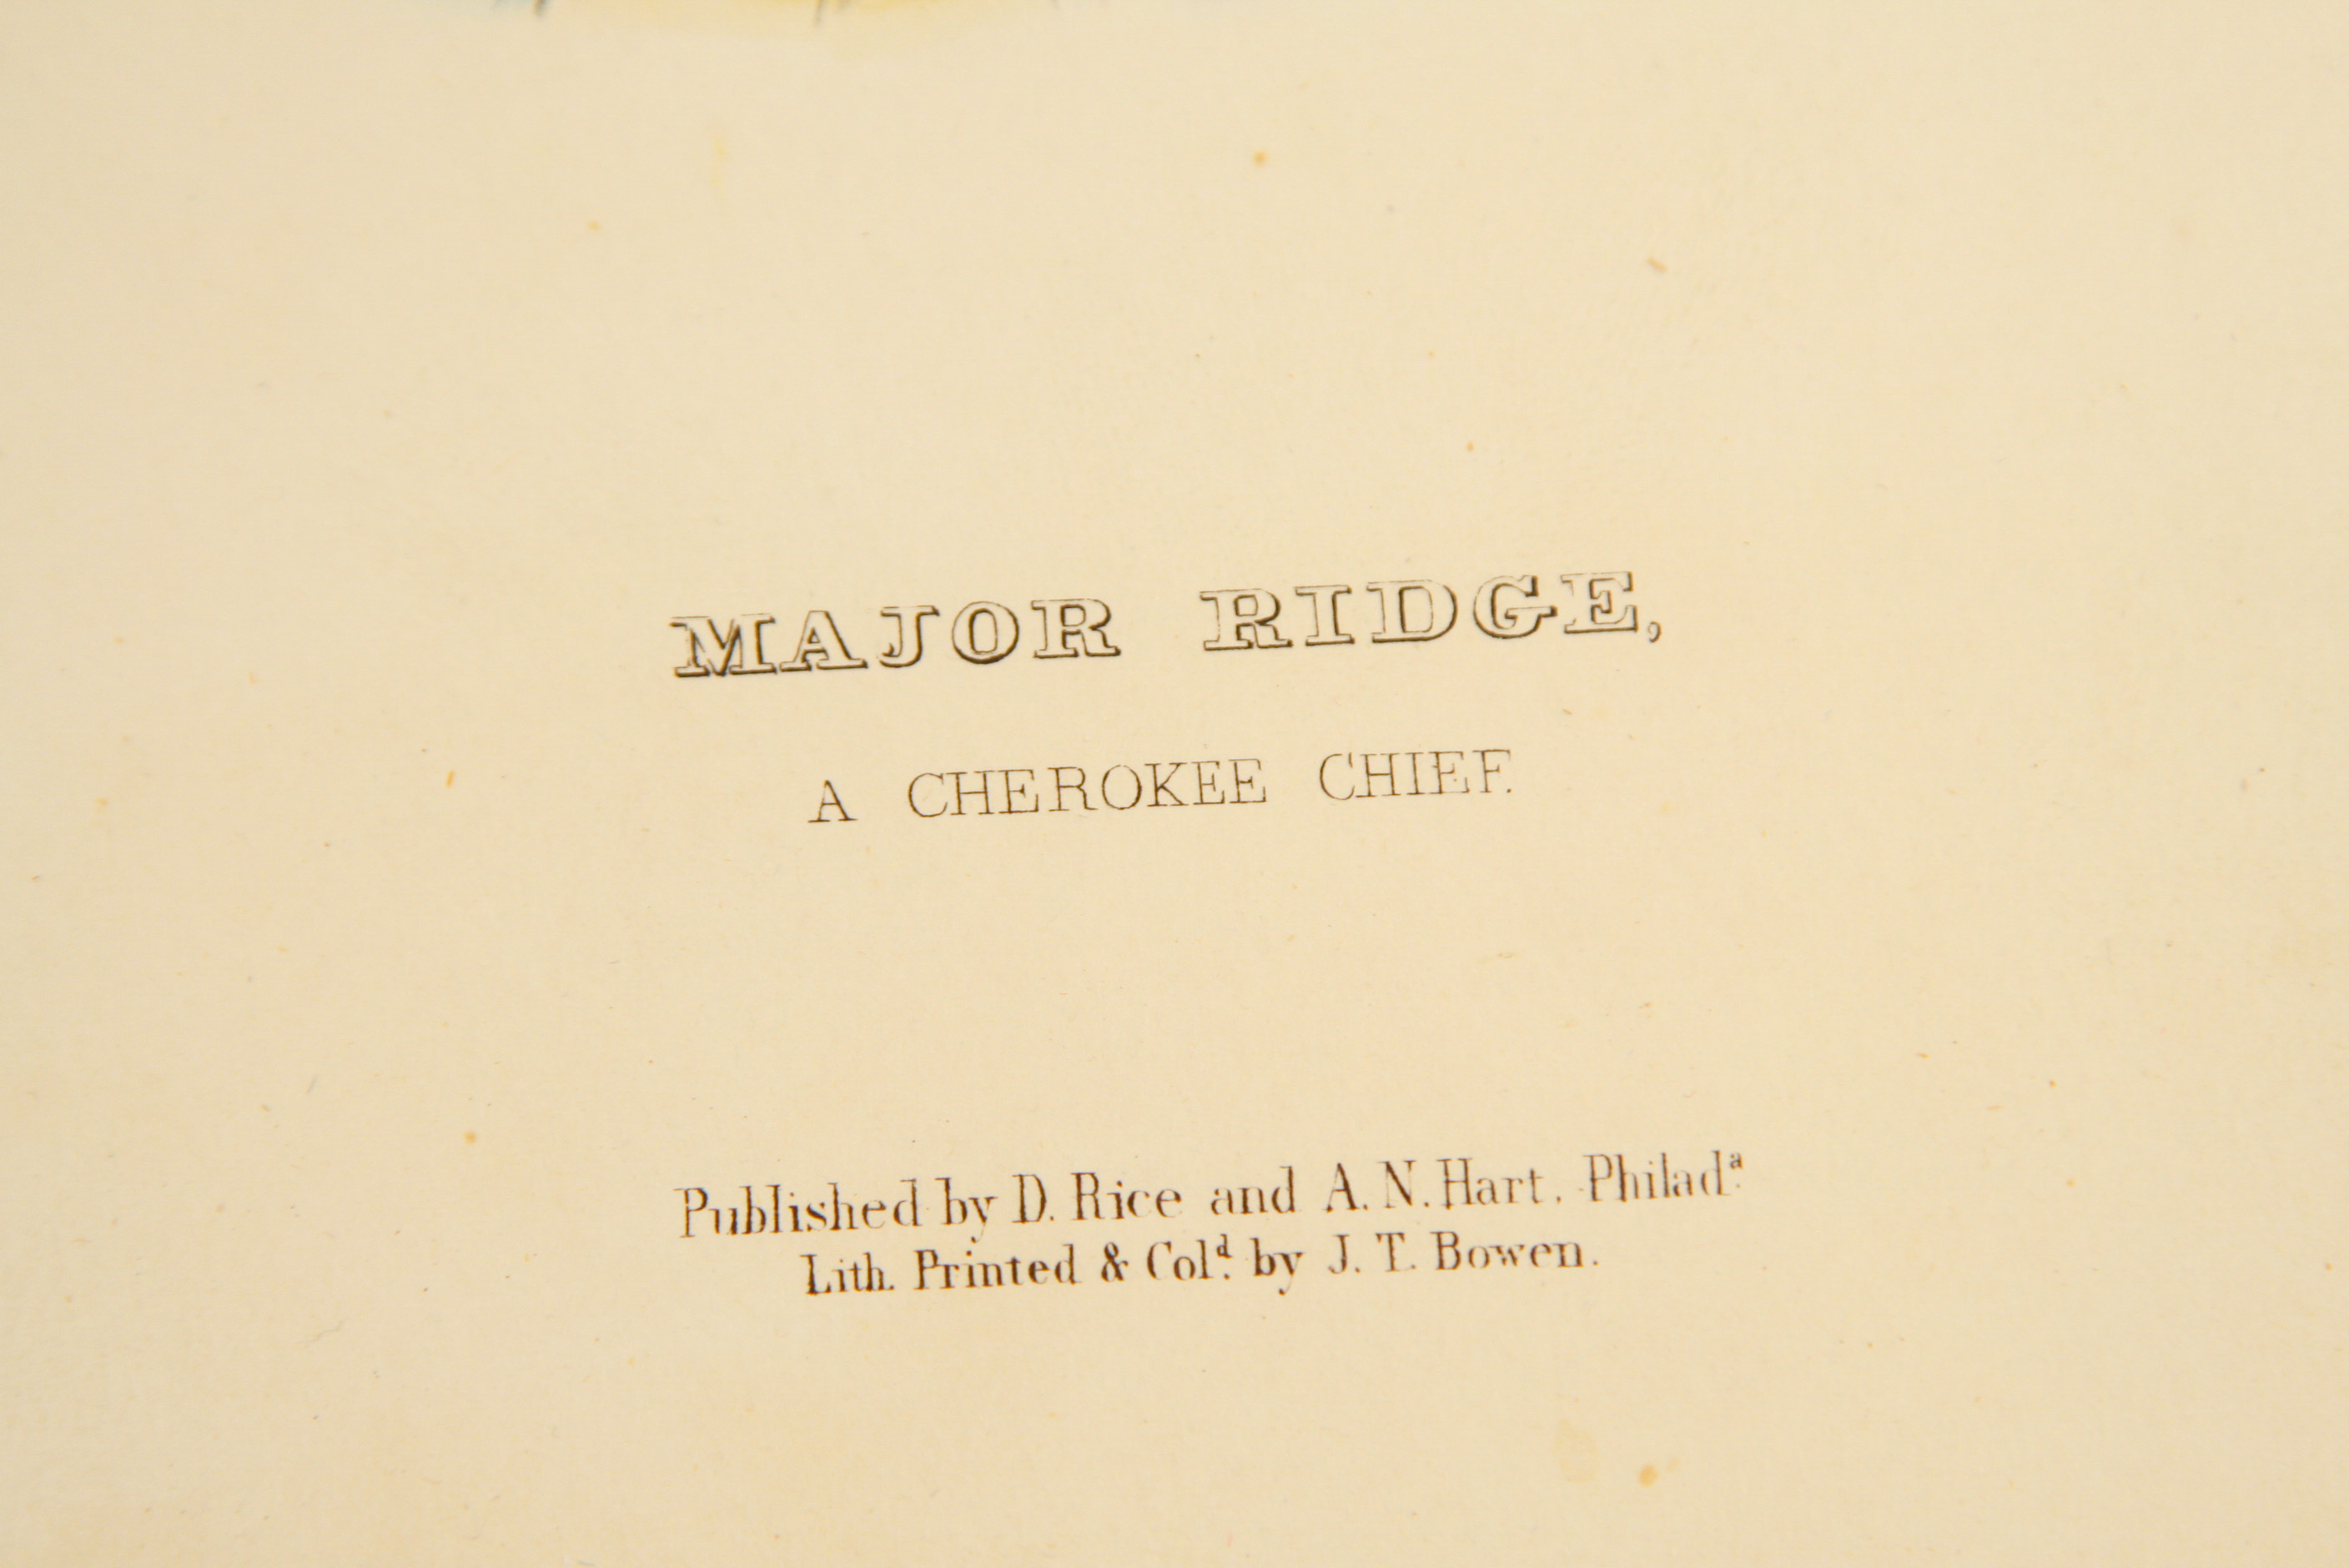 MAJOR RIDGE,
A CHEROKEE CHIEF.
Published by D. Rice and A. N. Hart. Philadª.
Lith. Printed & Colᵈ. by J. T. Bowen.